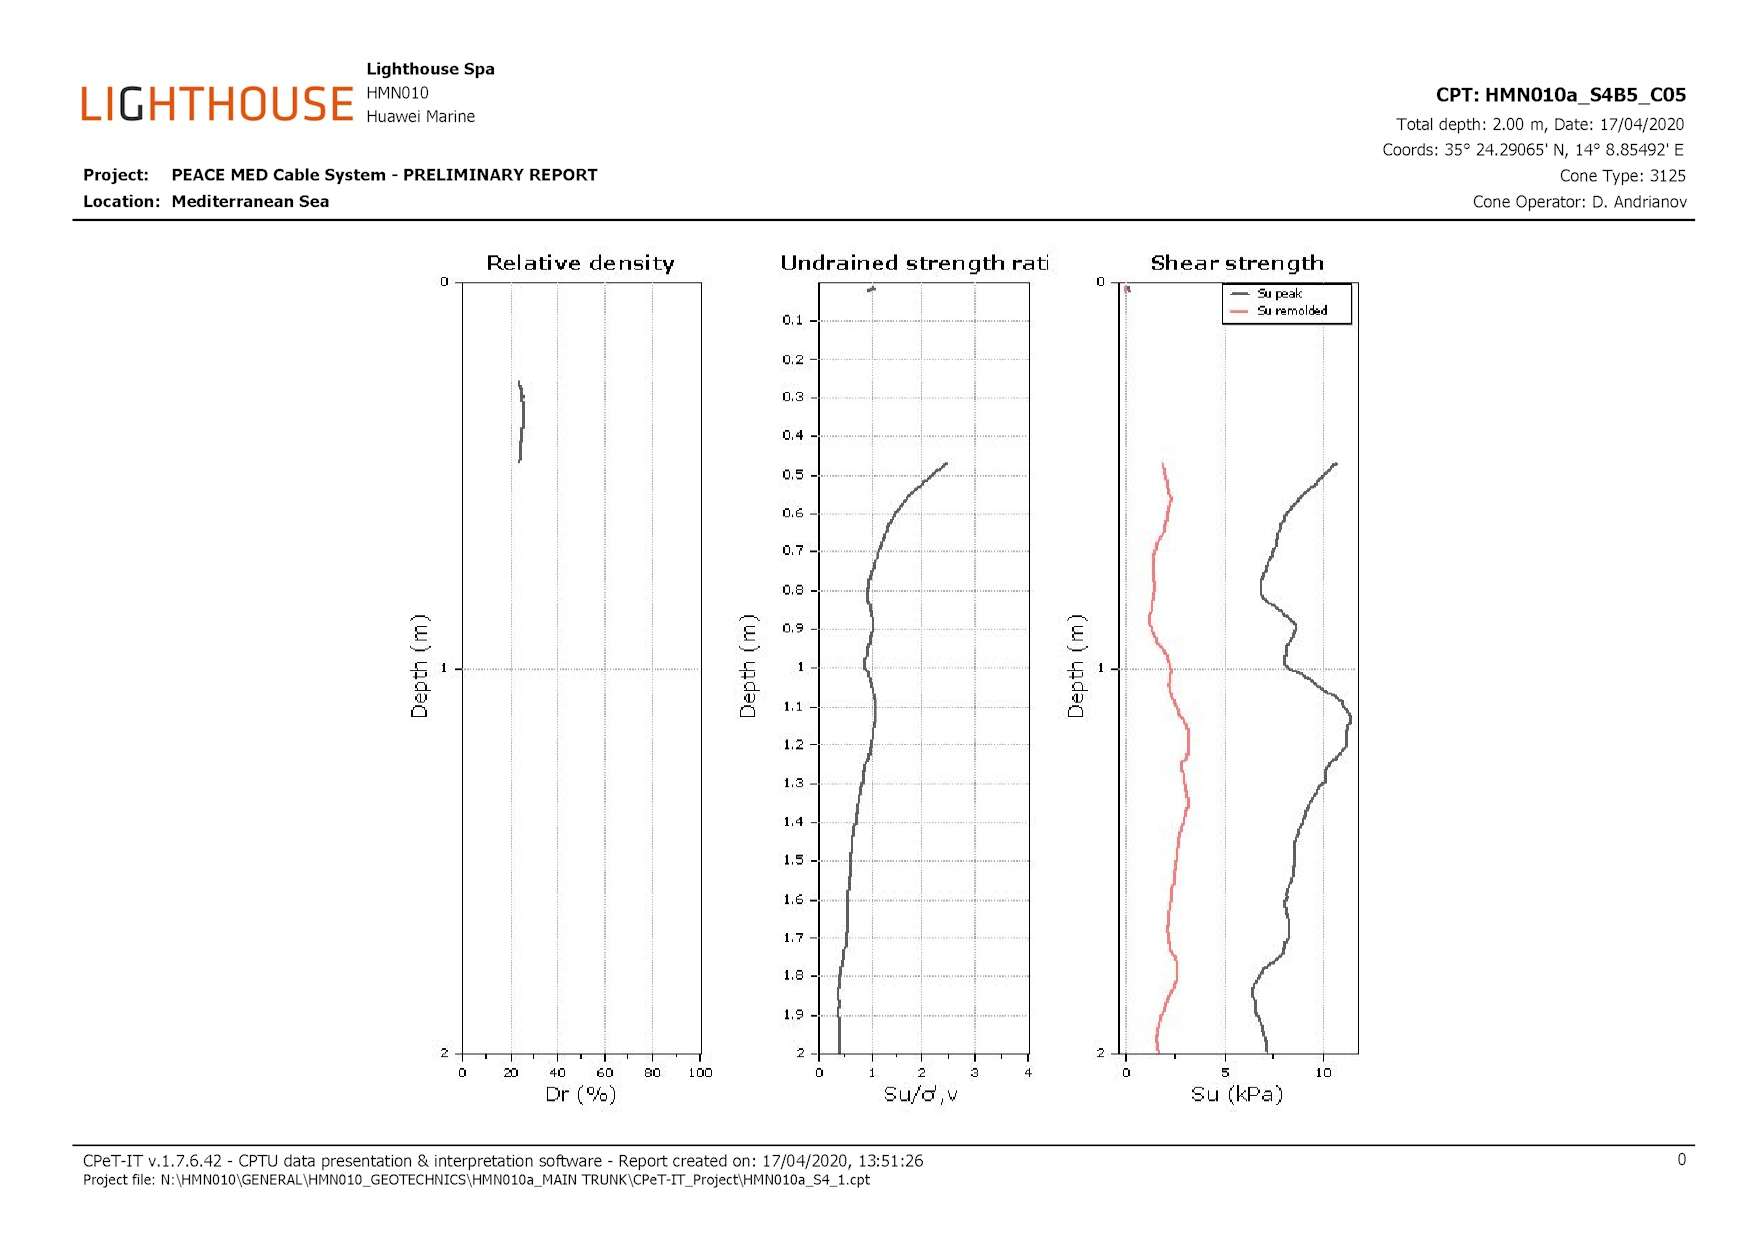 LIGHTHOUSE
Lighthouse Spa
HMN010
Huawei Marine
CPT: HMN010a_S4B5_C05
Total depth: 2.00 m, Date: 17/04/2020
Coords: 35° 24.29065' N, 14° 8.85492' E
Cone Type: 3125
Cone Operator: D. Andrianov
Project: PEACE MED Cable System - PRELIMINARY REPORT
Location: Mediterranean Sea
Relative density
0
1
2
Depth (m)
0 20 40 60 80 100
Dr (%)
Undrained strength rati
0.1
0.2
0.3
0.4
0.5
0.6
0.7
0.8
0.9
1
1.1
1.2
1.3
1.4
1.5
1.6
1.7
1.8
1.9
2
Depth (m)
0 1 2 3 4
Su/σ',v
Shear strength
Su peak
Su remolded
0
1
2
Depth (m)
0 5 10
Su (kPa)
CPeT-IT v.1.7.6.42 - CPTU data presentation & interpretation software - Report created on: 17/04/2020, 13:51:26
0
Project file: N:\HMN010\GENERAL\HMN010_GEOTECHNICS\HMN010a_MAIN TRUNK\CPeT-IT_Project\HMN010a_S4_1.cpt